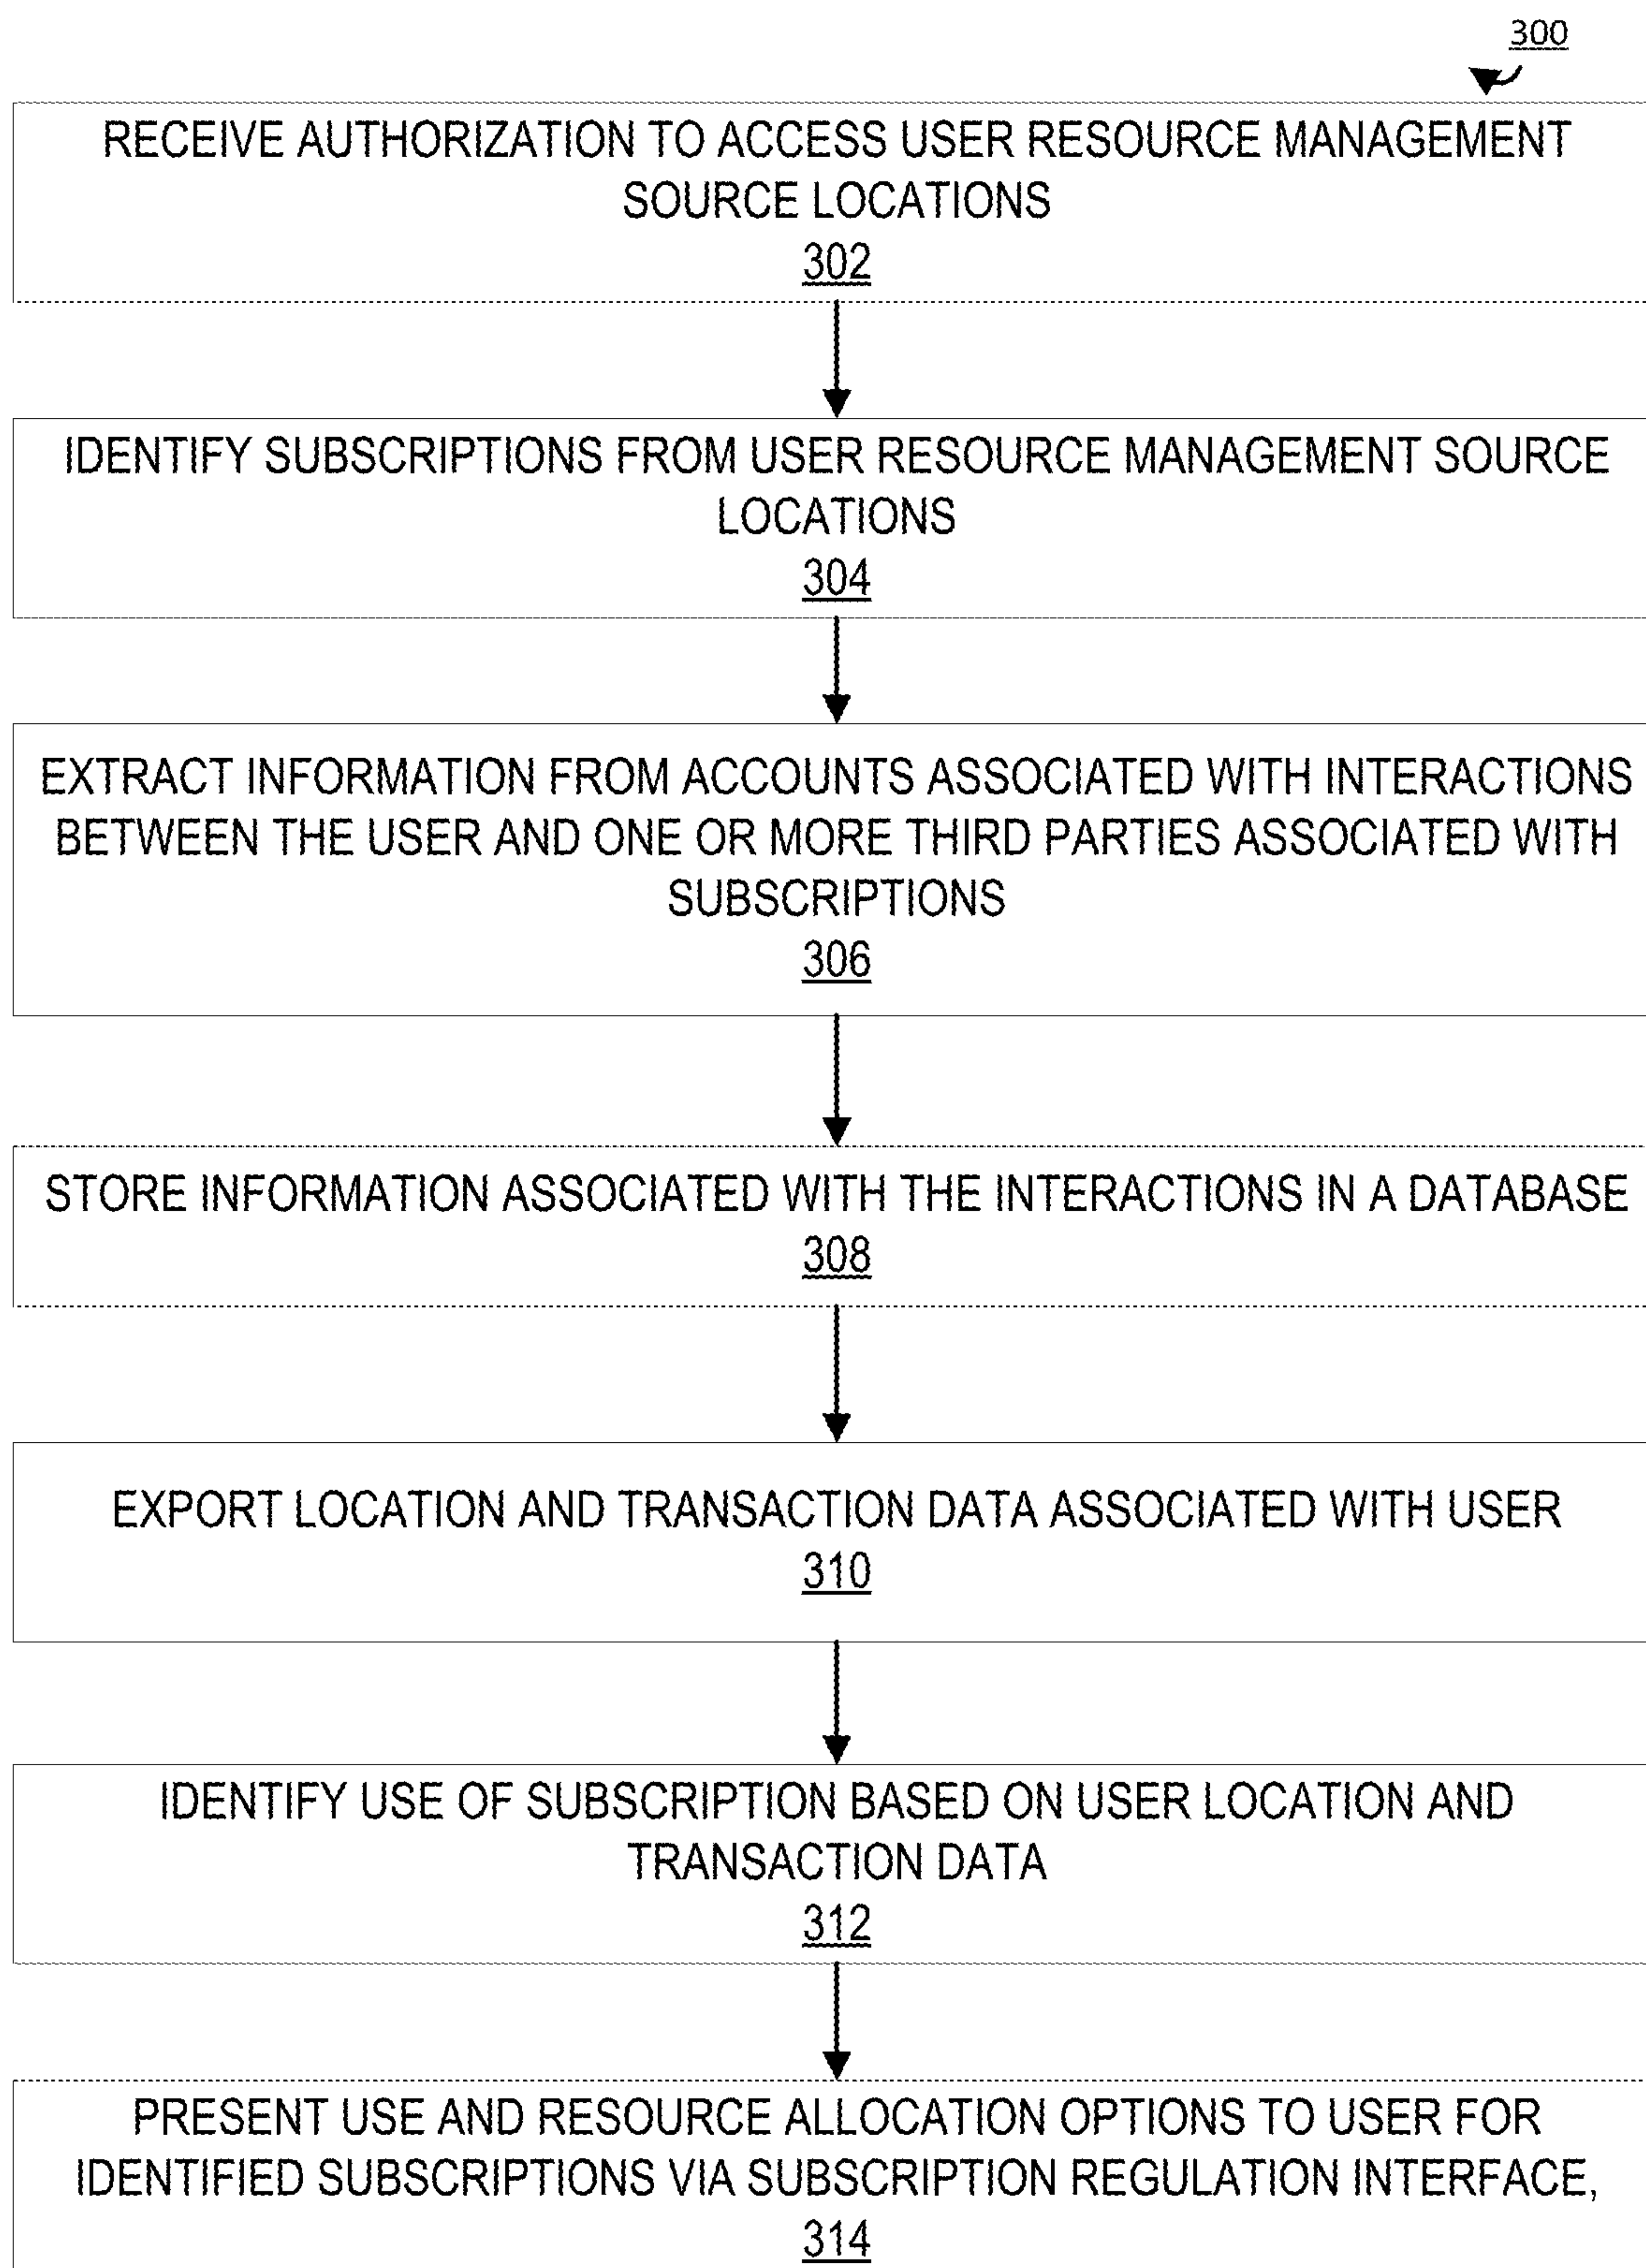 300
RECEIVE AUTHORIZATION TO ACCESS USER RESOURCE MANAGEMENT
SOURCE LOCATIONS
302
IDENTIFY SUBSCRIPTIONS FROM USER RESOURCE MANAGEMENT SOURCE
LOCATIONS
304
EXTRACT INFORMATION FROM ACCOUNTS ASSOCIATED WITH INTERACTIONS
BETWEEN THE USER AND ONE OR MORE THIRD PARTIES ASSOCIATED WITH
SUBSCRIPTIONS
306
STORE INFORMATION ASSOCIATED WITH THE INTERACTIONS IN A DATABASE
308
EXPORT LOCATION AND TRANSACTION DATA ASSOCIATED WITH USER
310
IDENTIFY USE OF SUBSCRIPTION BASED ON USER LOCATION AND
TRANSACTION DATA
312
PRESENT USE AND RESOURCE ALLOCATION OPTIONS TO USER FOR
IDENTIFIED SUBSCRIPTIONS VIA SUBSCRIPTION REGULATION INTERFACE,
314